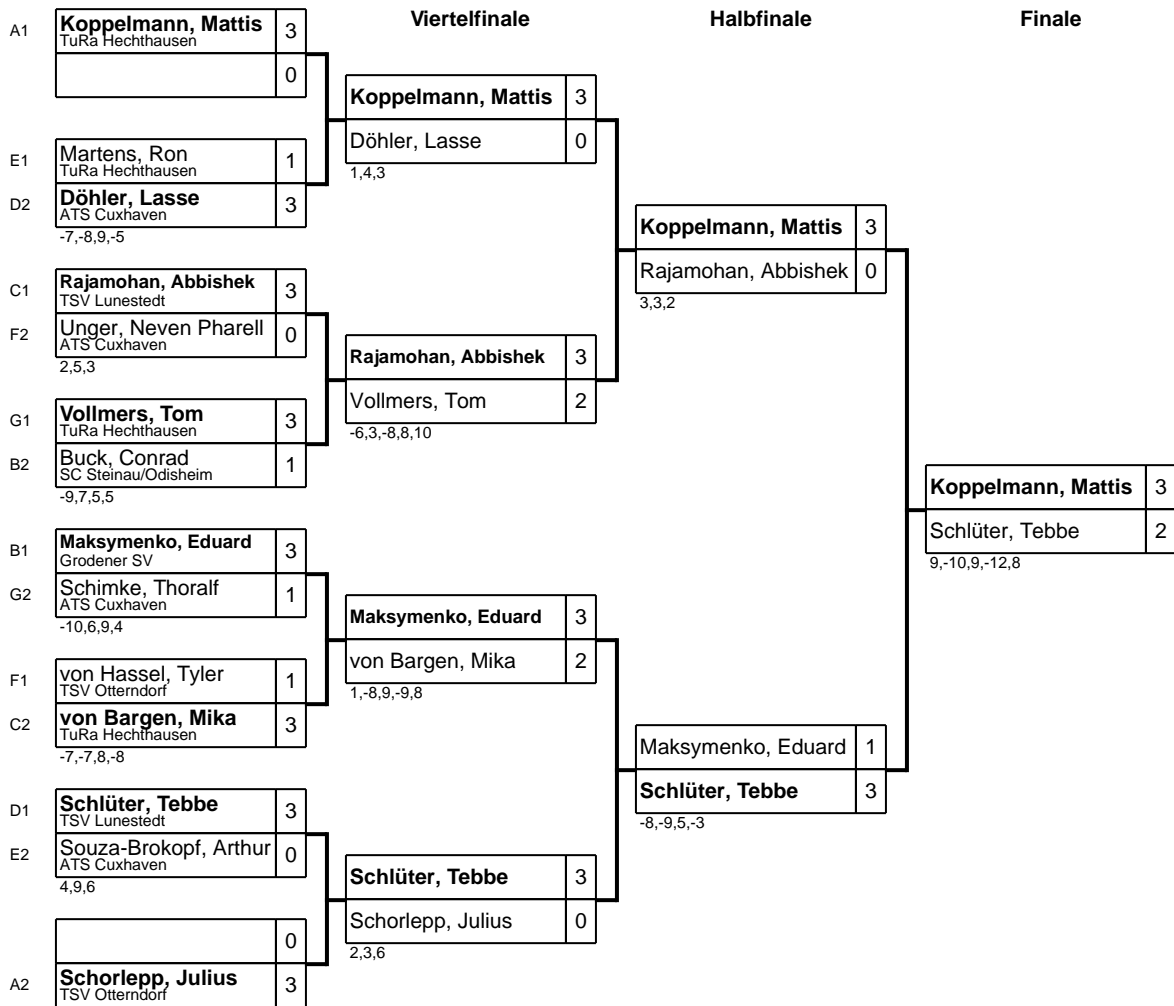 Viertelfinale
Halbfinale
Finale
A1
Koppelmann, Mattis 3
TuRa Hechthausen
0
E1
Martens, Ron 1
TuRa Hechthausen
D2
Döhler, Lasse 3
ATS Cuxhaven
-7,-8,9,-5
C1
Rajamohan, Abbishek 3
TSV Lunestedt
F2
Unger, Neven Pharell 0
ATS Cuxhaven
2,5,3
G1
Vollmers, Tom 3
TuRa Hechthausen
B2
Buck, Conrad 1
SC Steinau/Odisheim
-9,7,5,5
B1
Maksymenko, Eduard 3
Grodener SV
G2
Schimke, Thoralf 1
ATS Cuxhaven
-10,6,9,4
F1
von Hassel, Tyler 1
TSV Otterndorf
C2
von Bargen, Mika 3
TuRa Hechthausen
-7,-7,8,-8
D1
Schlüter, Tebbe 3
TSV Lunestedt
E2
Souza-Brokopf, Arthur 0
ATS Cuxhaven
4,9,6
0
A2
Schorlepp, Julius 3
TSV Otterndorf
Koppelmann, Mattis 3
Döhler, Lasse 0
1,4,3
Rajamohan, Abbishek 3
Vollmers, Tom 2
-6,3,-8,8,10
Maksymenko, Eduard 3
von Bargen, Mika 2
1,-8,9,-9,8
Schlüter, Tebbe 3
Schorlepp, Julius 0
2,3,6
Koppelmann, Mattis 3
Rajamohan, Abbishek 0
3,3,2
Maksymenko, Eduard 1
Schlüter, Tebbe 3
-8,-9,5,-3
Koppelmann, Mattis 3
Schlüter, Tebbe 2
9,-10,9,-12,8